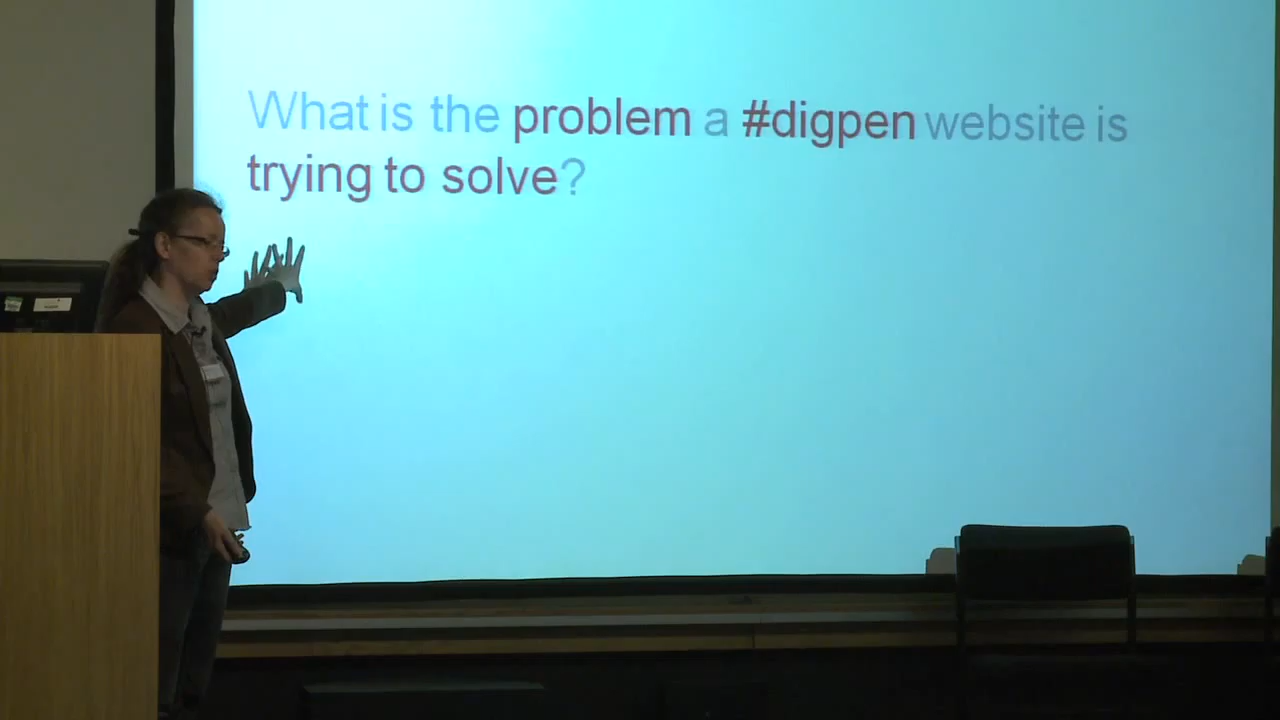 What is the problem a #digpen website is
trying to solve?